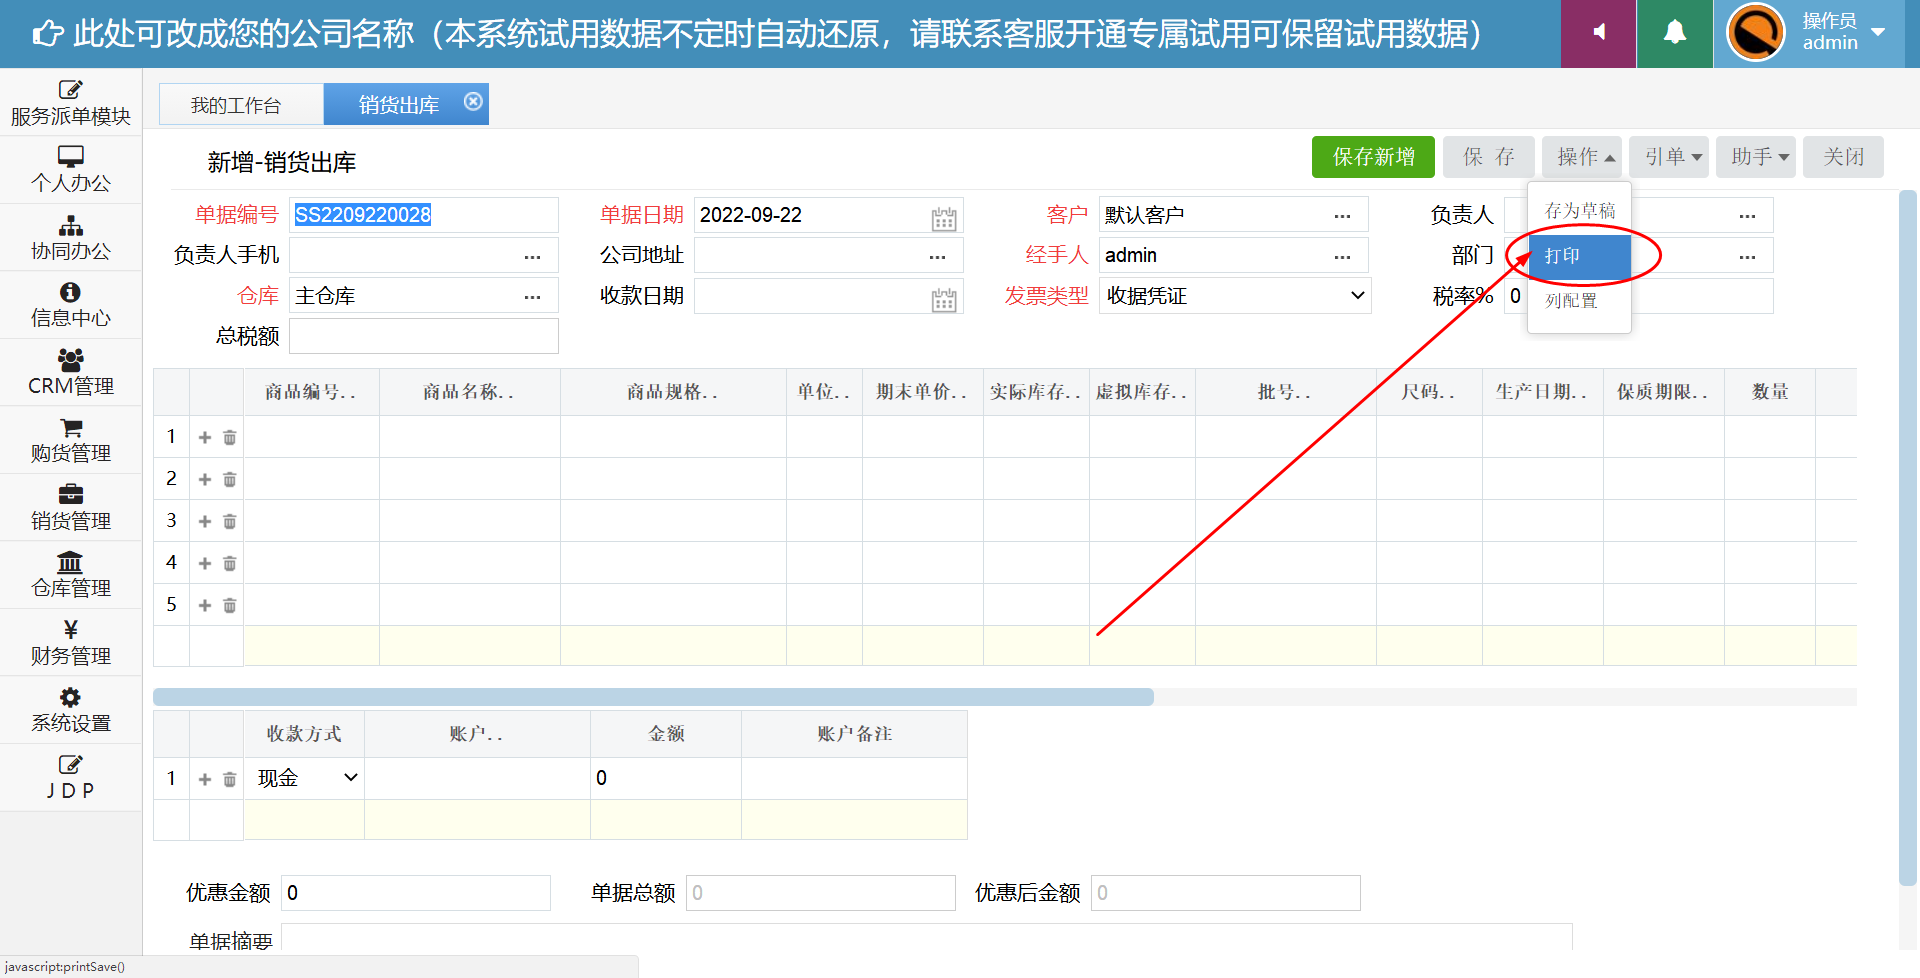 此处可改成您的公司名称（本系统试用数据不定时自动还原，请联系客服开通专属试用可保留试用数据）
操作员
admin
服务派单模块
个人办公
协同办公
信息中心
CRM管理
购货管理
销货管理
仓库管理
财务管理
系统设置
J D P
我的工作台 销货出库
新增-销货出库 保存新增 保 存 操作 引单 助手 关闭
存为草稿
打印
列配置
单据编号 SS2209220028 单据日期 2022-09-22 客户 默认客户 ... 负责人 ...
负责人手机 ... 公司地址 ... 经手人 admin ... 部门 ...
仓库 主仓库 ... 收款日期 发票类型 收据凭证 税率% 0
总税额
商品编号.. 商品名称.. 商品规格.. 单位.. 期末单价.. 实际库存.. 虚拟库存.. 批号.. 尺码.. 生产日期.. 保质期限.. 数量
1
2
3
4
5
收款方式 账户.. 金额 账户备注
1 现金 0
优惠金额 0 单据总额 0 优惠后金额 0
单据摘要
javascript:printSave()